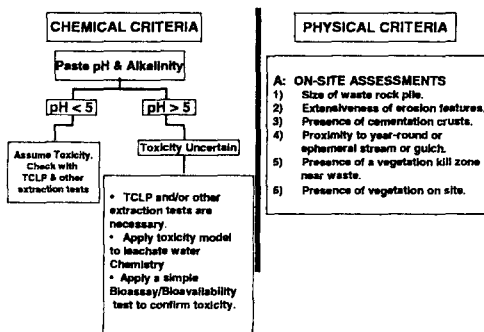 CHEMICAL CRITERIA
Paste pH & Alkalinity
pH < 5
pH > 5
Assume Toxicity.
Check with
TCLP & other
extraction tests
Toxicity Uncertain
• TCLP and/or other
extraction tests are
necessary.
• Apply toxicity model
to leachate water
Chemistry
• Apply a simple
Bioassay/Bioavailability
test to confirm toxicity.
PHYSICAL CRITERIA
A: ON-SITE ASSESSMENTS
1) Size of waste rock pile.
2) Extensiveness of erosion features.
3) Presence of cementation crusts.
4) Proximity to year-round or
ephemeral stream or gulch.
5) Presence of a vegetation kill zone
near waste.
6) Presence of vegetation on site.